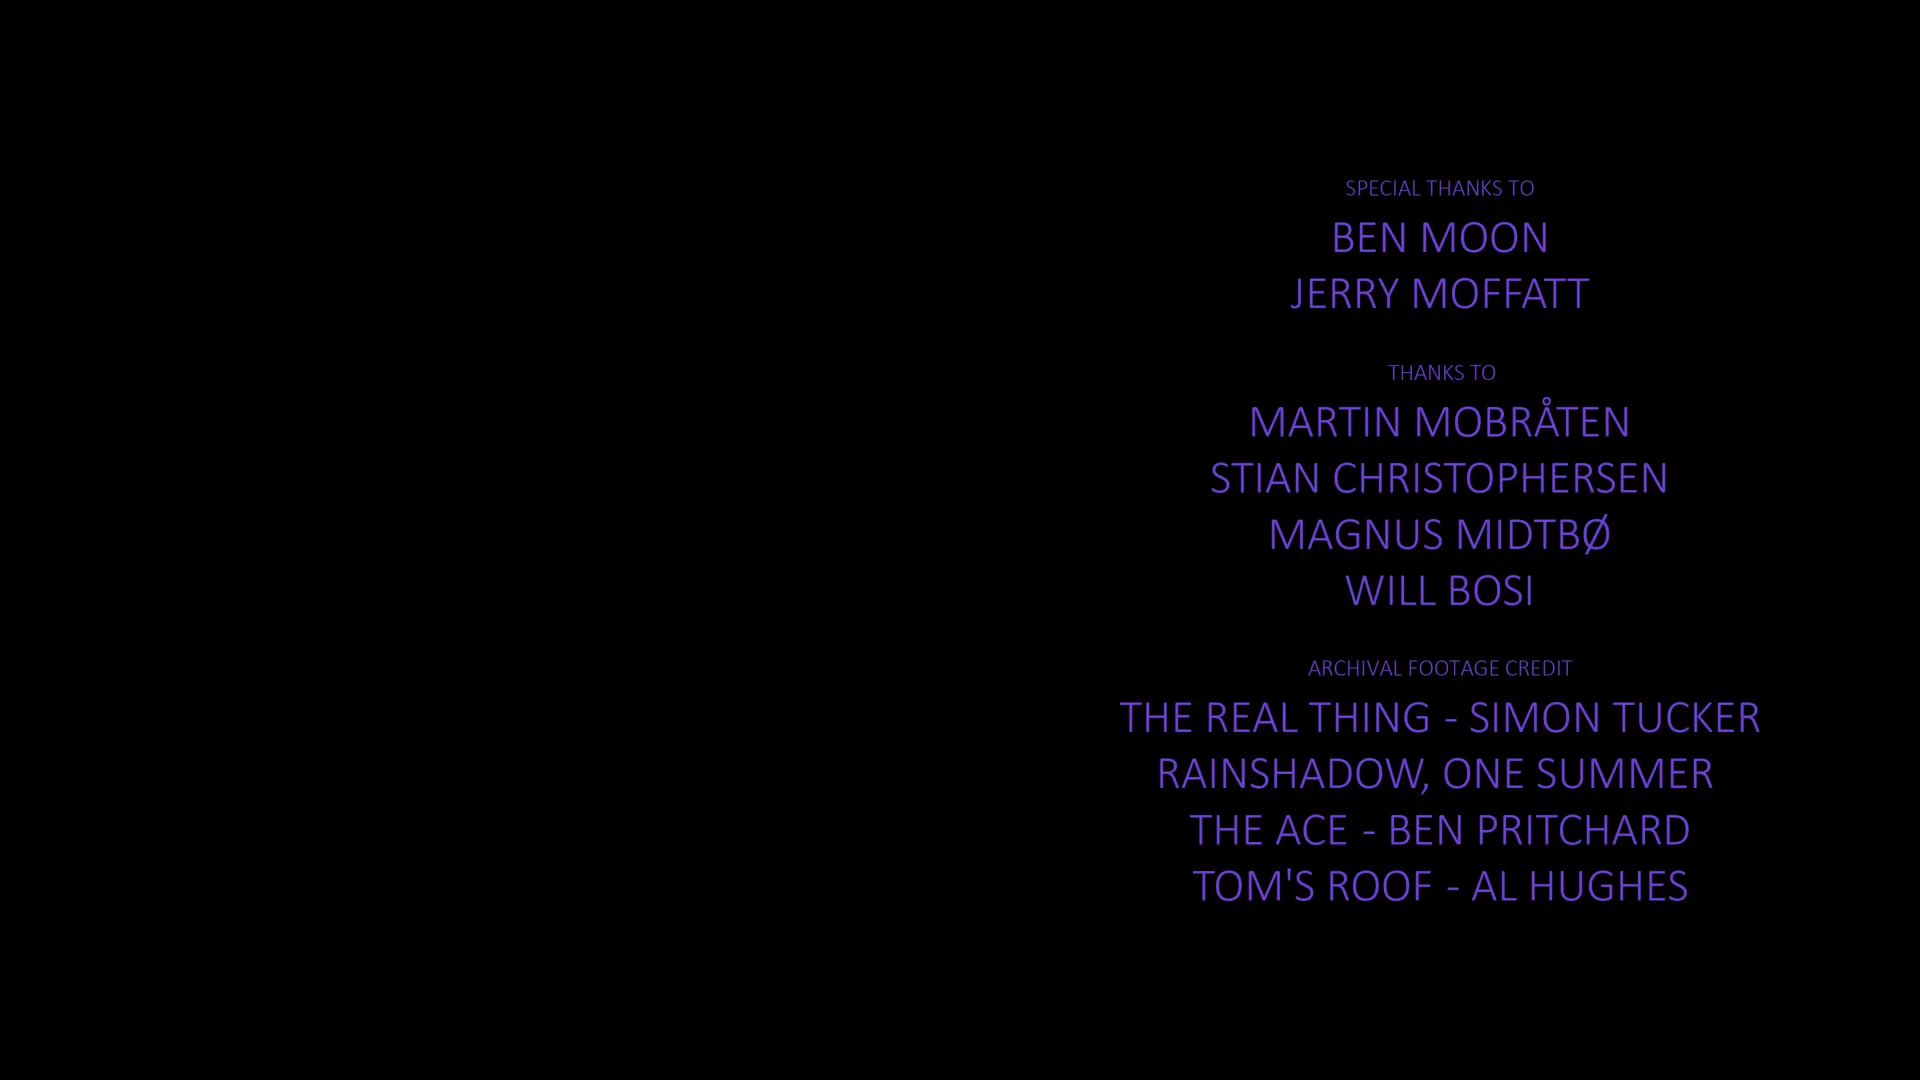 SPECIAL THANKS TO
BEN MOON
JERRY MOFFATT
THANKS TO
MARTIN MOBRÅTEN
STIAN CHRISTOPHERSEN
MAGNUS MIDTBØ
WILL BOSI
ARCHIVAL FOOTAGE CREDIT
THE REAL THING - SIMON TUCKER
RAINSHADOW, ONE SUMMER
THE ACE - BEN PRITCHARD
TOM'S ROOF - AL HUGHES